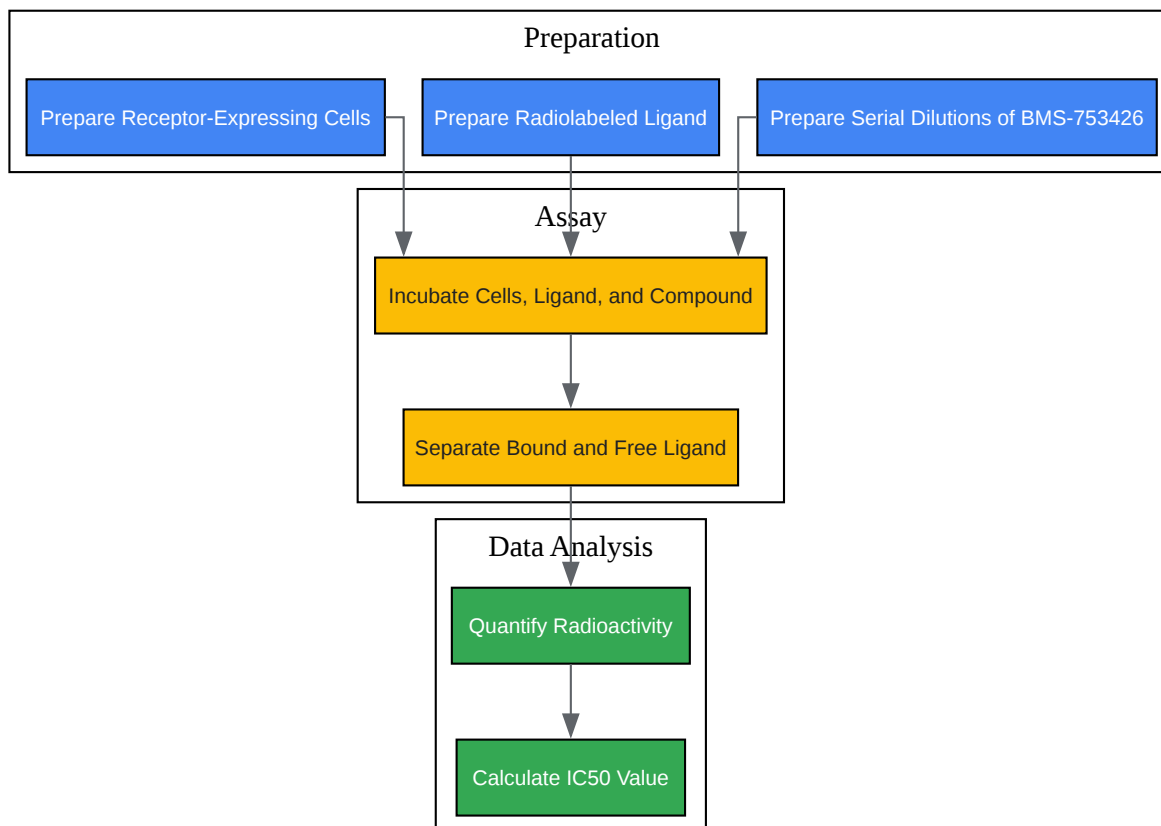 Preparation
Prepare Receptor-Expressing Cells
Prepare Radiolabeled Ligand
Prepare Serial Dilutions of BMS-753426
Assay
Incubate Cells, Ligand, and Compound
Separate Bound and Free Ligand
Data Analysis
Quantify Radioactivity
Calculate IC50 Value